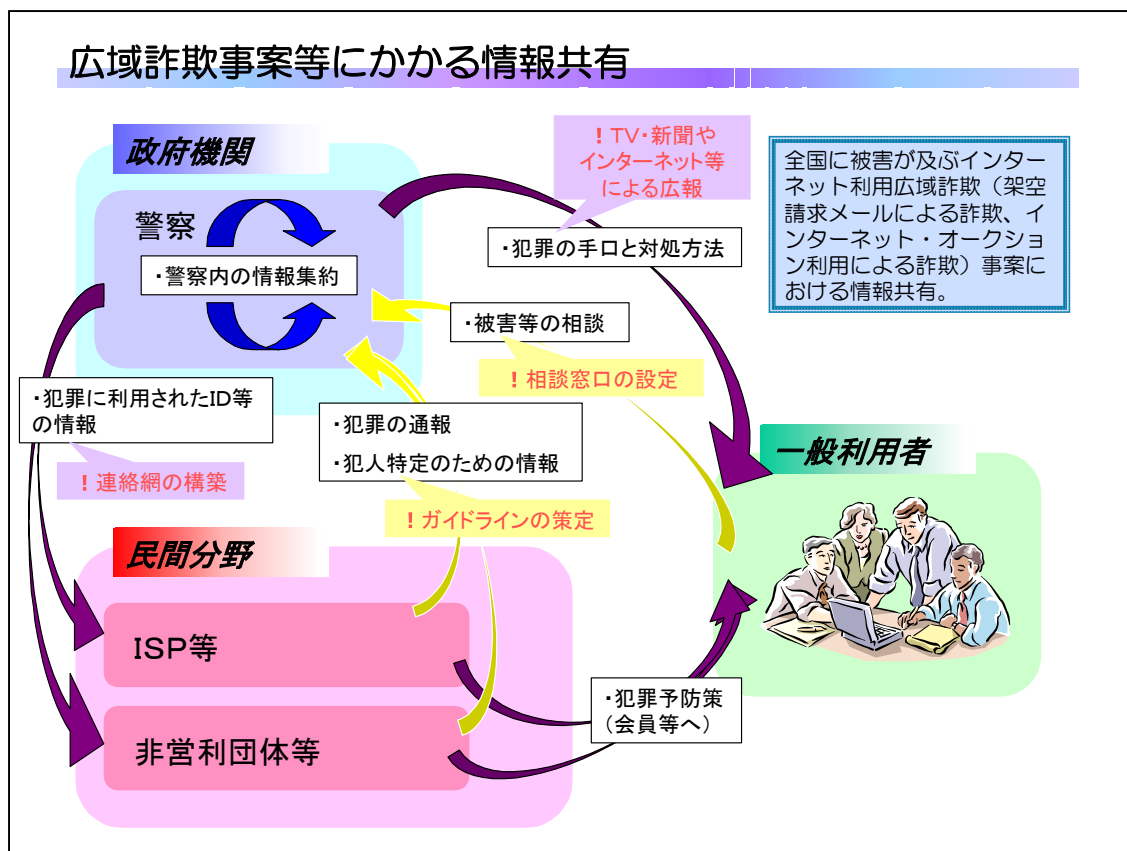 広域詐欺事案等にかかる情報共有
政府機関
警察
・警察内の情報集約
！TV・新聞や
インターネット等
による広報
・犯罪の手口と対処方法
全国に被害が及ぶインター
ネット利用広域詐欺（架空
請求メールによる詐欺、イ
ンターネット・オークショ
ン利用による詐欺）事案に
おける情報共有。
・被害等の相談
！相談窓口の設定
・犯罪に利用されたID等
の情報
！連絡網の構築
・犯罪の通報
・犯人特定のための情報
！ガイドラインの策定
一般利用者
民間分野
ISP等
非営利団体等
・犯罪予防策
（会員等へ）